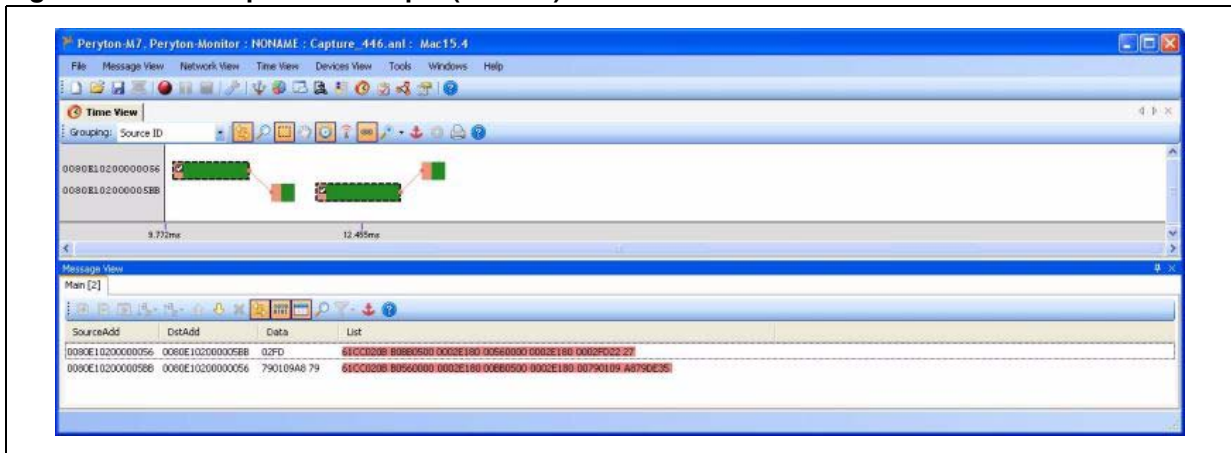 Peryton-M7, Peryton-Monitor : NONAME : Capture_446.anl : Mac15.4
File Message View Network View Time View Devices View Tools Windows Help
Time View
Grouping: Source ID
0080E10200000056
0080E102000005BB
9.772ms 12.485ms
Message View
Main [2]
SourceAdd DstAdd Data List
0080E10200000056 0080E102000005BB 02FD 61CC020B B0BB0500 0002E180 00560000 0002E180 0002FD22 27
0080E102000005BB 0080E10200000056 790109A8 79 61CC020B B0560000 0002E180 00BB0500 0002E180 00790109 A879DE35